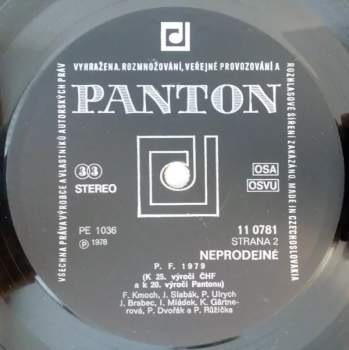 VŠECHNA PRÁVA VÝROBCE A VLASTNÍKŮ AUTORSKÝCH PRÁV
VYHRAŽENA. ROZMNOŽOVÁNÍ, VEŘEJNÉ PROVOZOVÁNÍ A
ROZHLASOVÉ ŠÍŘENÍ ZAKÁZÁNO. MADE IN CZECHOSLOVAKIA
PANTON
33
STEREO
OSA
OSVU
PE 1036
Ⓟ 1978
11 0781
STRANA 2
NEPRODEJNÉ
P. F. 1979
(K 25. výročí ČHF
a k 20. výročí Pantonu)
F. Kmoch, J. Slabák, P. Ulrych
J. Brabec, I. Mládek, K. Gärtne-
rová, P. Dvořák a P. Růžička